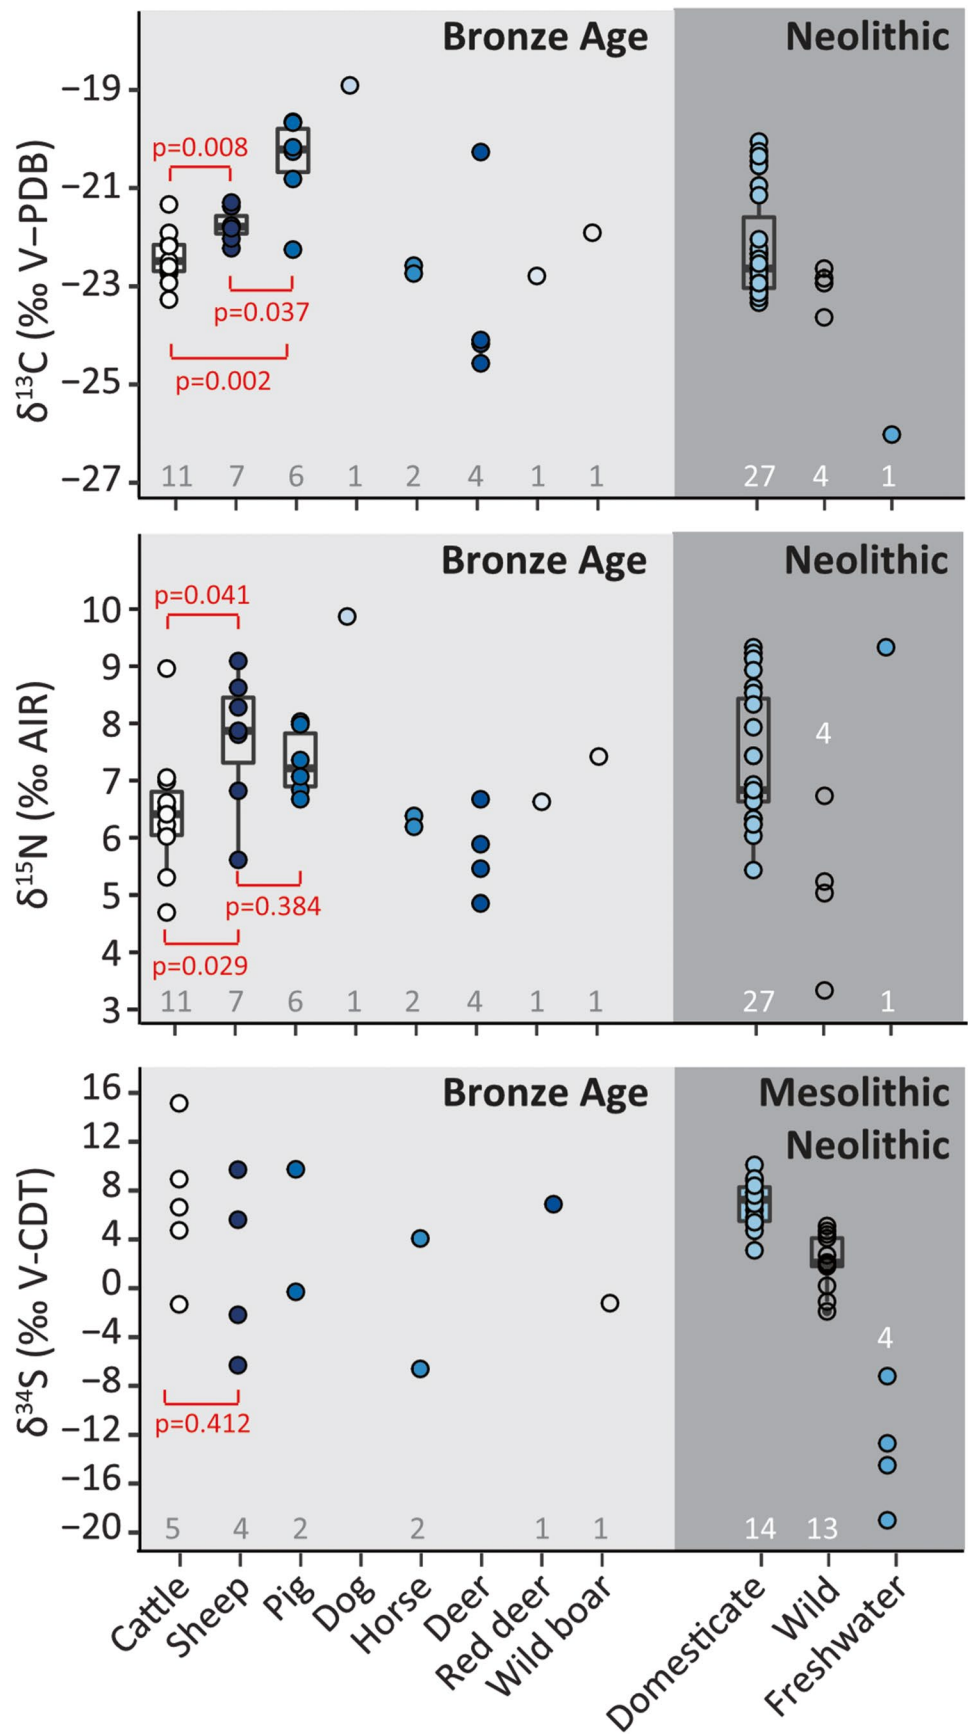 Bronze Age Neolithic
δ13C (‰ V−PDB)
−19
−21
−23
−25
−27
p=0.008
p=0.037
p=0.002
11 7 6 1 2 4 1 1 27 4 1
Bronze Age Neolithic
δ15N (‰ AIR)
10
9
8
7
6
5
4
3
p=0.041
4
p=0.384
p=0.029
11 7 6 1 2 4 1 1 27 1
Bronze Age Mesolithic
Neolithic
δ34S (‰ V-CDT)
16
12
8
4
0
−4
−8
−12
−16
−20
4
p=0.412
5 4 2 2 1 1 14 13
Cattle
Sheep
Pig
Dog
Horse
Deer
Red deer
Wild boar
Domesticate
Wild
Freshwater